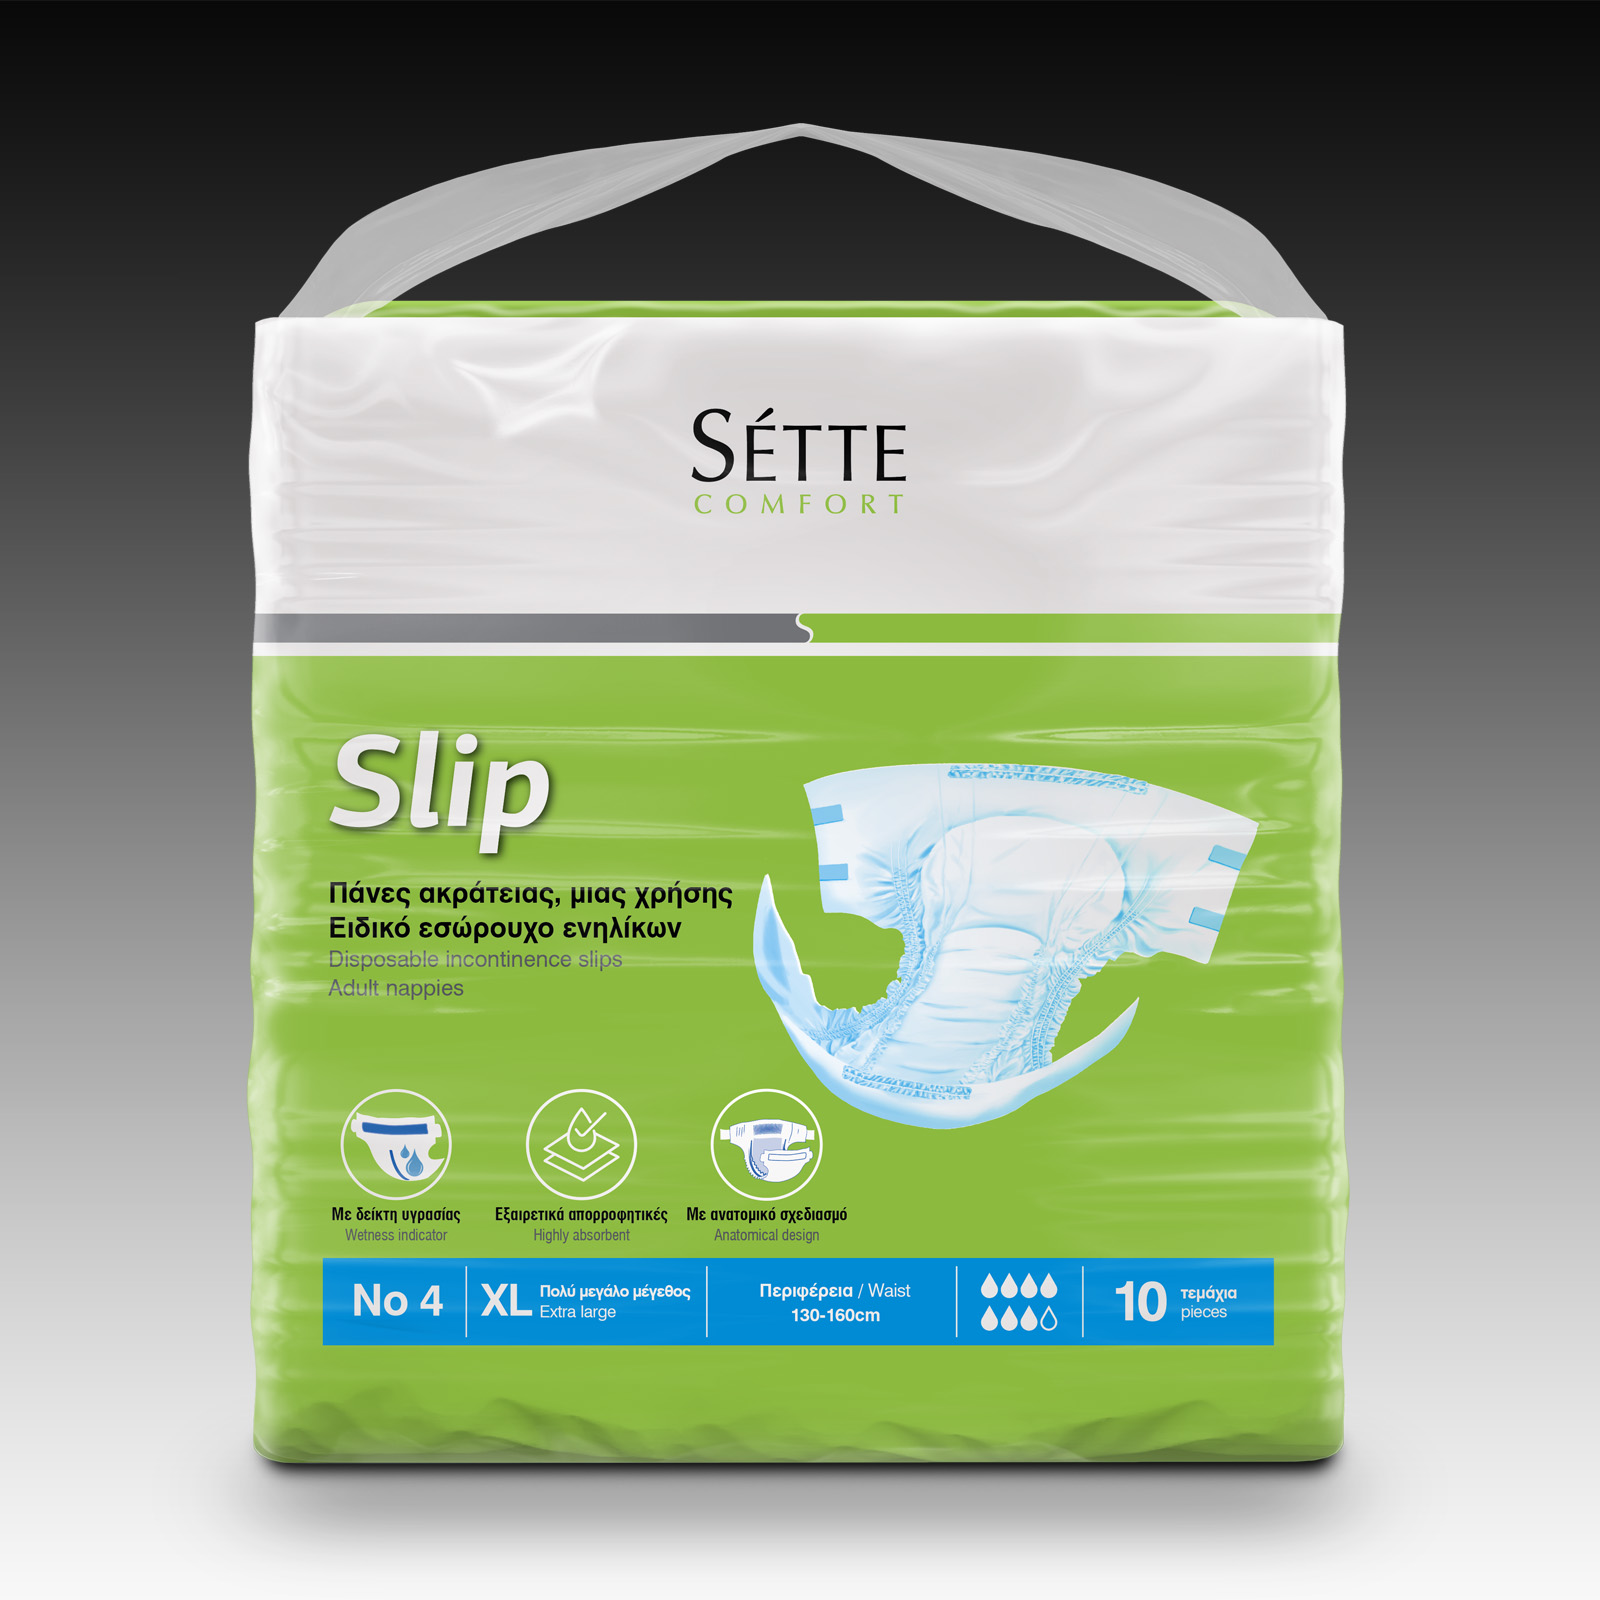 SÉTTE
COMFORT
Slip
Πάνες ακράτειας, μιας χρήσης
Ειδικό εσώρουχο ενηλίκων
Disposable incontinence slips
Adult nappies
Με δείκτη υγρασίας
Wetness indicator
Εξαιρετικά απορροφητικές
Highly absorbent
Με ανατομικό σχεδιασμό
Anatomical design
No 4
XL
Πολύ μεγάλο μέγεθος
Extra large
Περιφέρεια / Waist
130-160cm
10
τεμάχια
pieces